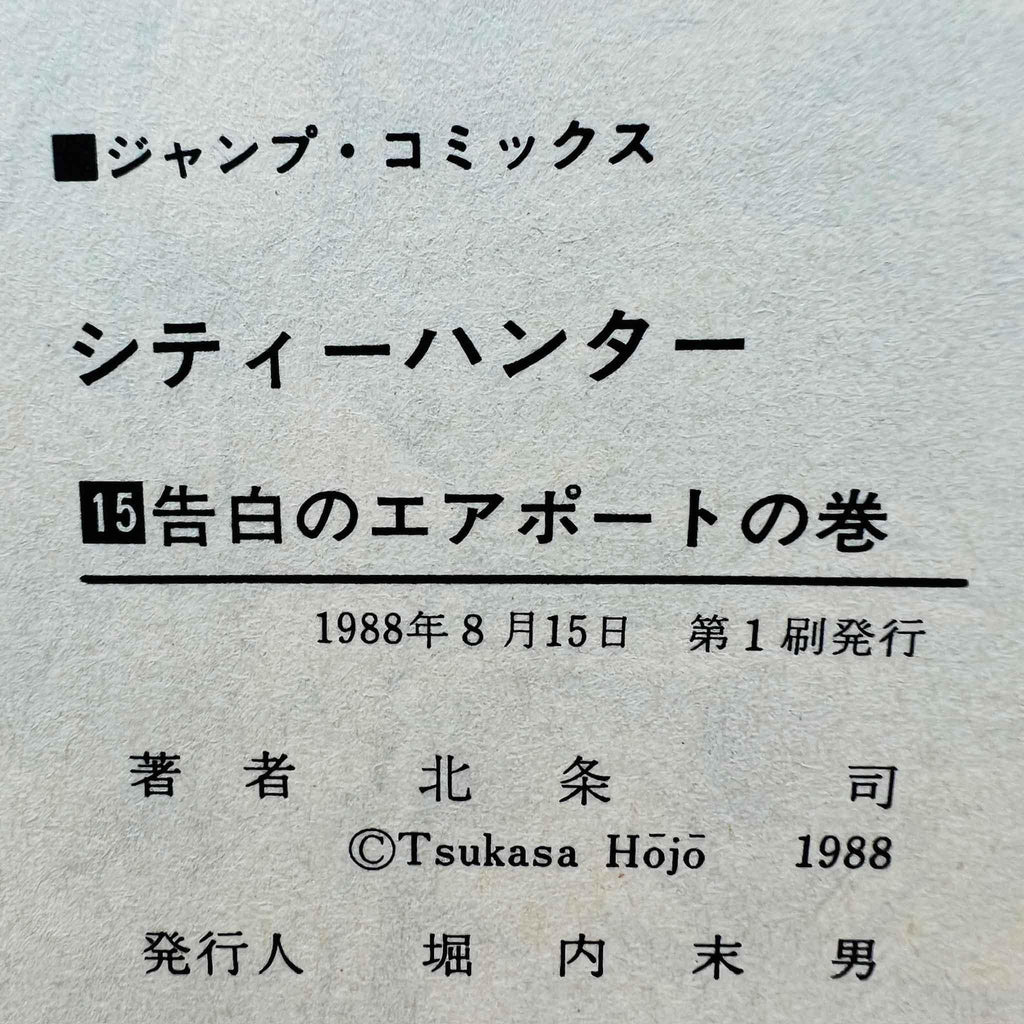 ■ジャンプ・コミックス
シティーハンター
15告白のエアポートの巻
1988年8月15日　第1刷発行
著者　北条　司
©Tsukasa Hōjō　1988
発行人　堀内末男